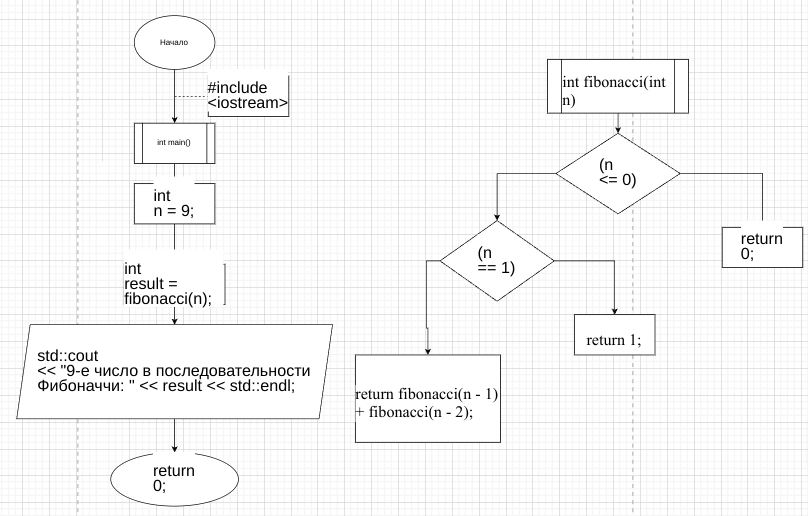 Начало
#include
<iostream>
int main()
int
n = 9;
int
result =
fibonacci(n);
std::cout
<< "9-е число в последовательности
Фибоначчи: " << result << std::endl;
return
0;
int fibonacci(int
n)
(n
<= 0)
return
0;
(n
== 1)
return 1;
return fibonacci(n - 1)
+ fibonacci(n - 2);